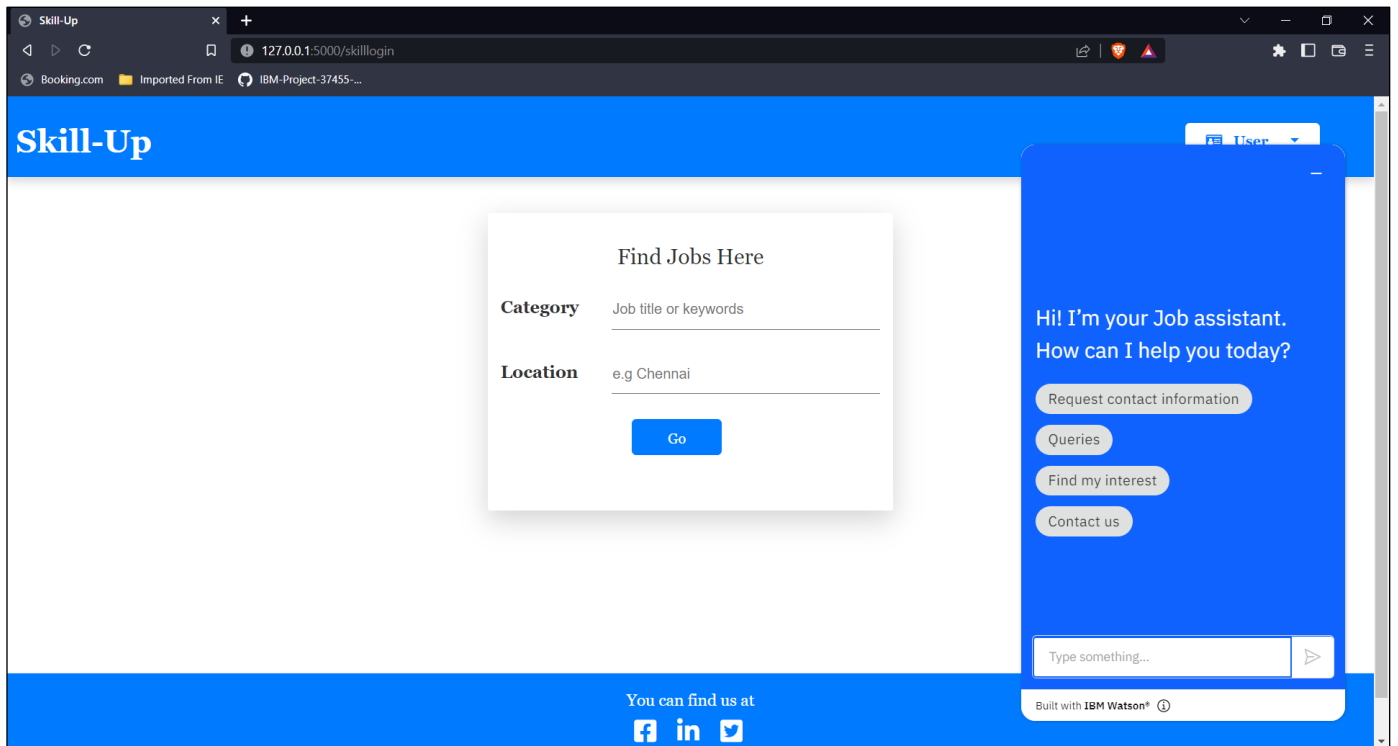 Skill-Up
127.0.0.1:5000/skilllogin
Booking.com Imported From IE IBM-Project-37455-...
Skill-Up
User
Find Jobs Here
Category Job title or keywords
Location e.g Chennai
Go
Hi! I'm your Job assistant.
How can I help you today?
Request contact information
Queries
Find my interest
Contact us
Type something...
Built with IBM Watson®
You can find us at